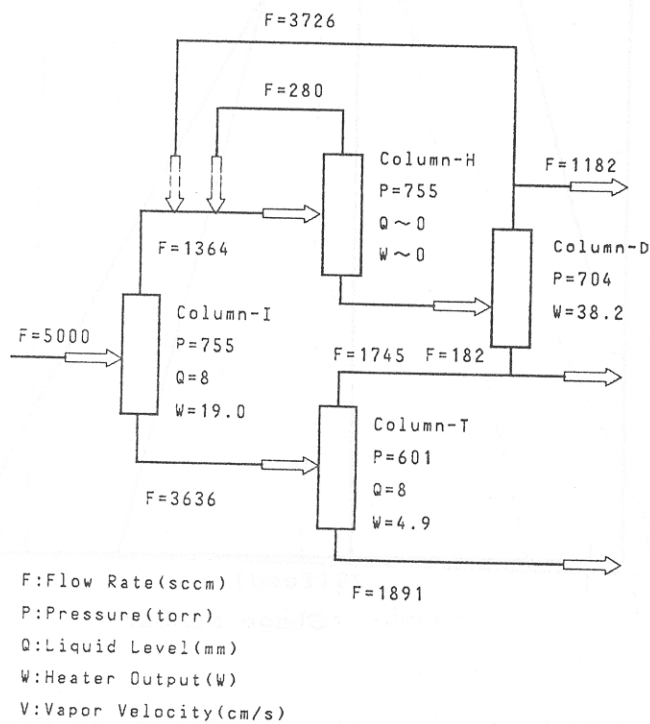 F=3726
F=280
Column-H
P=755
Q~0
W~0
F=1182
F=1364
Column-D
P=704
W=38.2
F=5000
Column-I
P=755
Q=8
W=19.0
F=1745 F=182
Column-T
P=601
Q=8
W=4.9
F=3636
F=1891
F:Flow Rate(sccm)
P:Pressure(torr)
Q:Liquid Level(mm)
W:Heater Output(W)
V:Vapor Velocity(cm/s)